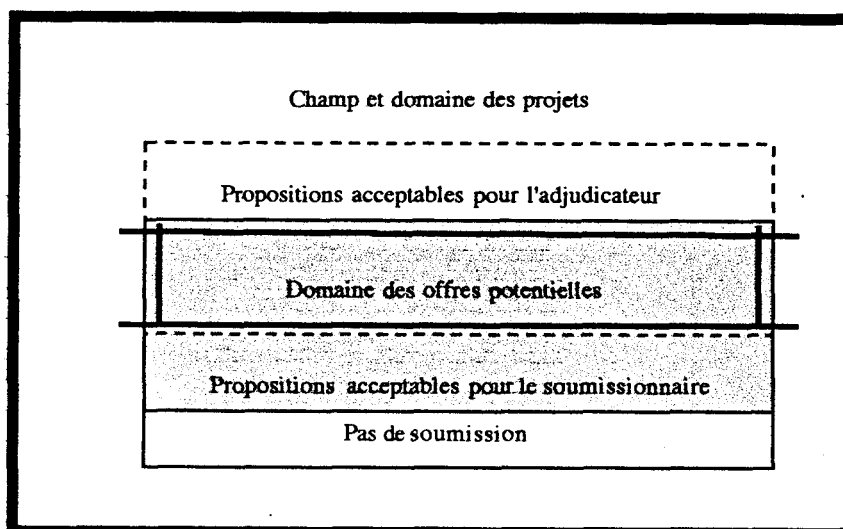 Champ et domaine des projets
Propositions acceptables pour l'adjudicateur
Domaine des offres potentielles
Propositions acceptables pour le soumissionnaire
Pas de soumission